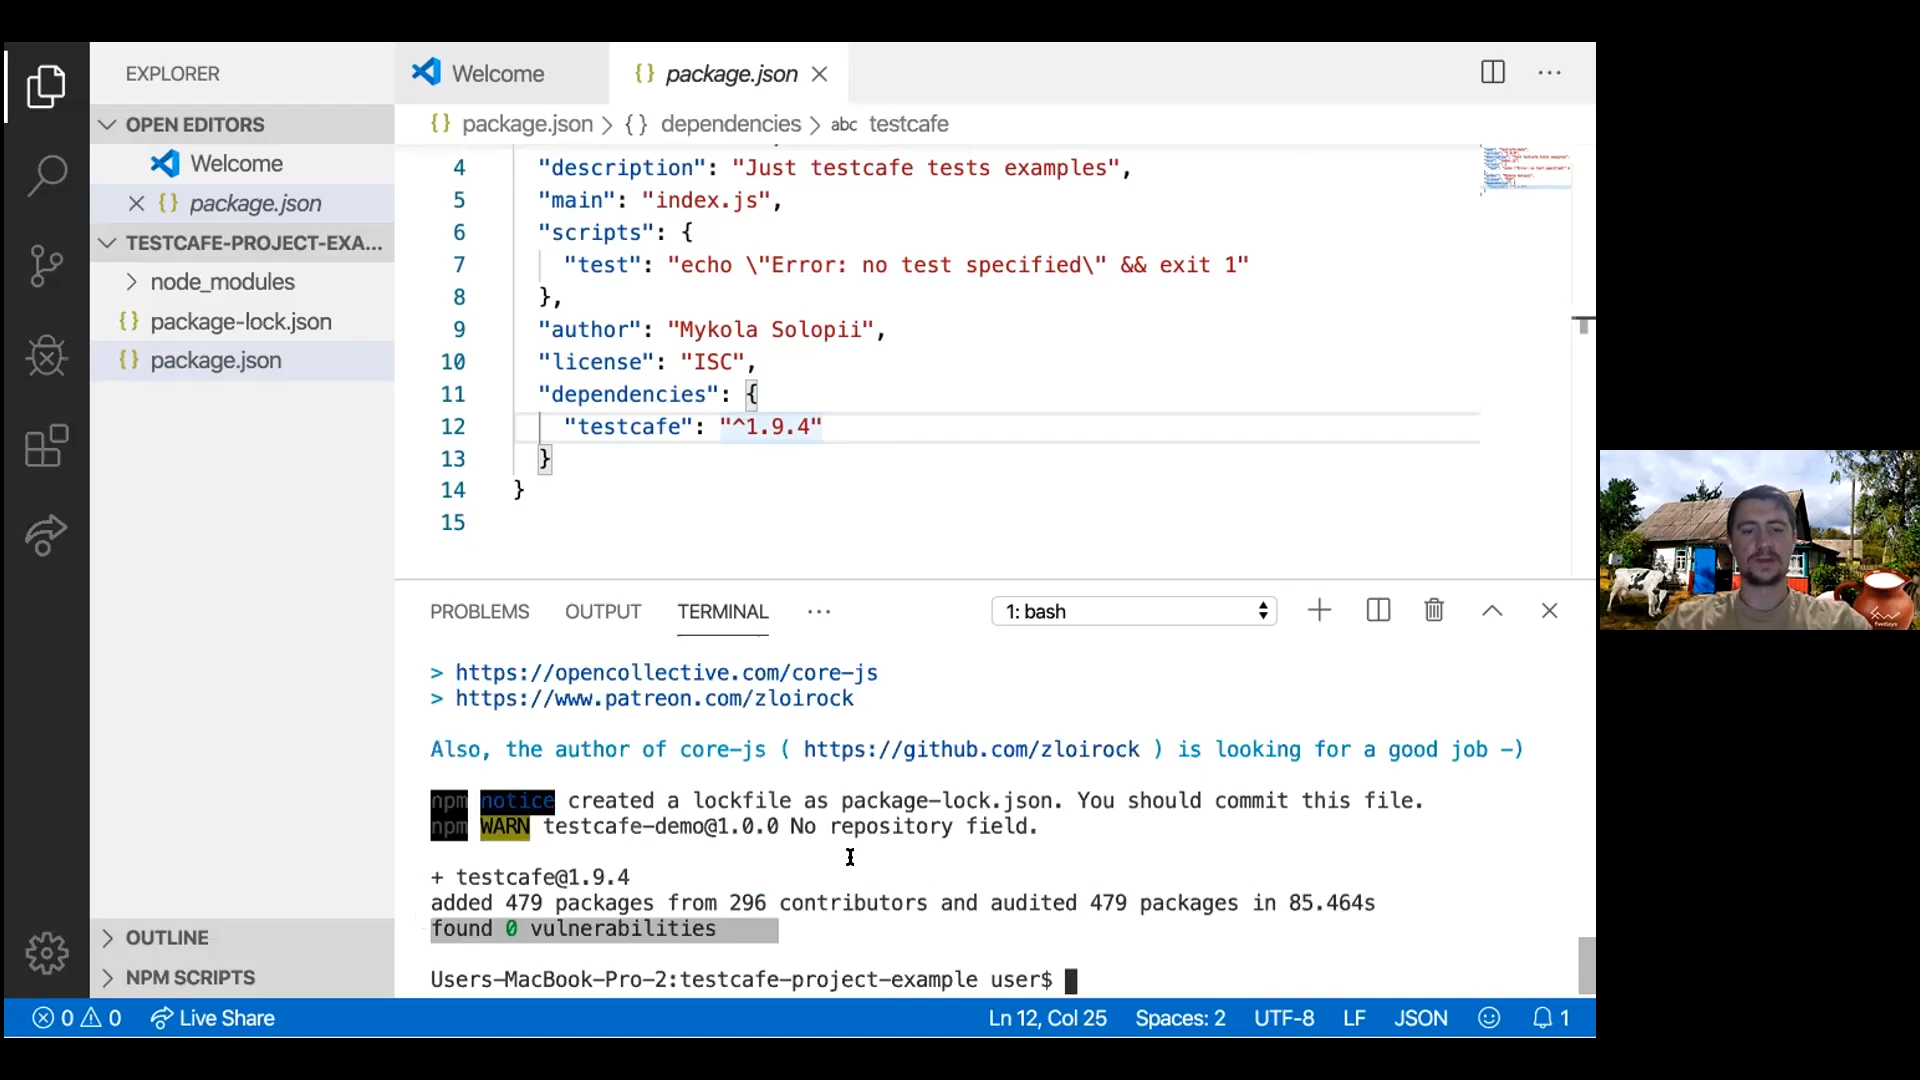 EXPLORER
OPEN EDITORS
Welcome
package.json
TESTCAFE-PROJECT-EXA...
node_modules
package-lock.json
package.json
OUTLINE
NPM SCRIPTS
Welcome
package.json
package.json > {} dependencies > abc testcafe
4 "description": "Just testcafe tests examples",
5 "main": "index.js",
6 "scripts": {
7 "test": "echo \"Error: no test specified\" && exit 1"
8 },
9 "author": "Mykola Solopii",
10 "license": "ISC",
11 "dependencies": {
12 "testcafe": "^1.9.4"
13 }
14 }
15
PROBLEMS OUTPUT TERMINAL ... 1: bash
> https://opencollective.com/core-js
> https://www.patreon.com/zloirock
Also, the author of core-js ( https://github.com/zloirock ) is looking for a good job -)
npm notice created a lockfile as package-lock.json. You should commit this file.
npm WARN testcafe-demo@1.0.0 No repository field.
+ testcafe@1.9.4
added 479 packages from 296 contributors and audited 479 packages in 85.464s
found 0 vulnerabilities
Users-MacBook-Pro-2:testcafe-project-example user$
0 0 Live Share Ln 12, Col 25 Spaces: 2 UTF-8 LF JSON 1
fwdays